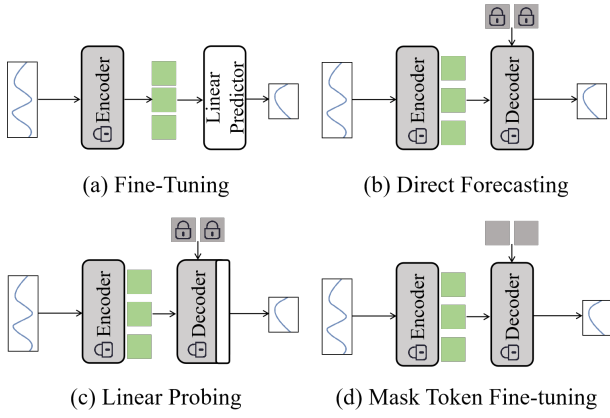 Encoder
Linear
Predictor
(a) Fine-Tuning
Encoder
Decoder
(b) Direct Forecasting
Encoder
Decoder
(c) Linear Probing
Encoder
Decoder
(d) Mask Token Fine-tuning